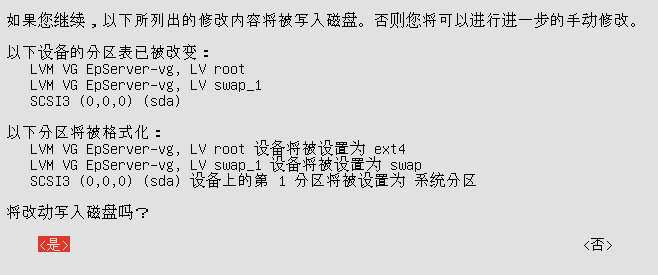 如果您继续，以下所列出的修改内容将被写入磁盘。否则您将可以进行进一步的手动修改。
以下设备的分区表已被改变：
LVM VG EpServer-vg, LV root
LVM VG EpServer-vg, LV swap_1
SCSI3 (0,0,0) (sda)
以下分区将被格式化：
LVM VG EpServer-vg, LV root 设备将被设置为 ext4
LVM VG EpServer-vg, LV swap_1 设备将被设置为 swap
SCSI3 (0,0,0) (sda) 设备上的第 1 分区将被设置为 系统分区
将改动写入磁盘吗？
<是> <否>